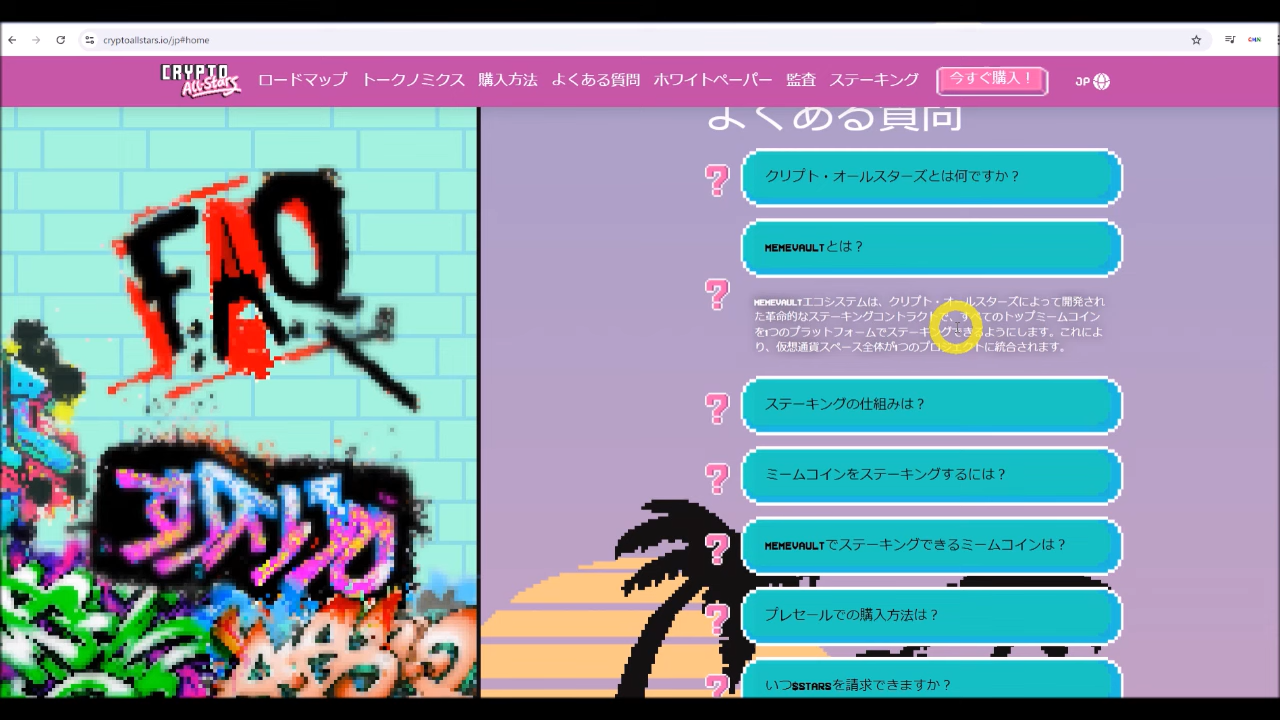 cryptoallstars.io/jp#home
CRYPTO All-Stars ロードマップ トークノミクス 購入方法 よくある質問 ホワイトペーパー 監査 ステーキング 今すぐ購入！ JP
よくある質問
クリプト・オールスターズとは何ですか？
MEMEVAULTとは？
MEMEVAULTエコシステムは、クリプト・オールスターズによって開発され
た革命的なステーキングコントラクトで、すべてのトップミームコイン
を1つのプラットフォームでステーキングできるようにします。これによ
り、仮想通貨スペース全体が1つのプロジェクトに統合されます。
ステーキングの仕組みは？
ミームコインをステーキングするには？
MEMEVAULTでステーキングできるミームコインは？
プレセールでの購入方法は？
いつ$STARSを請求できますか？
F.A.Q